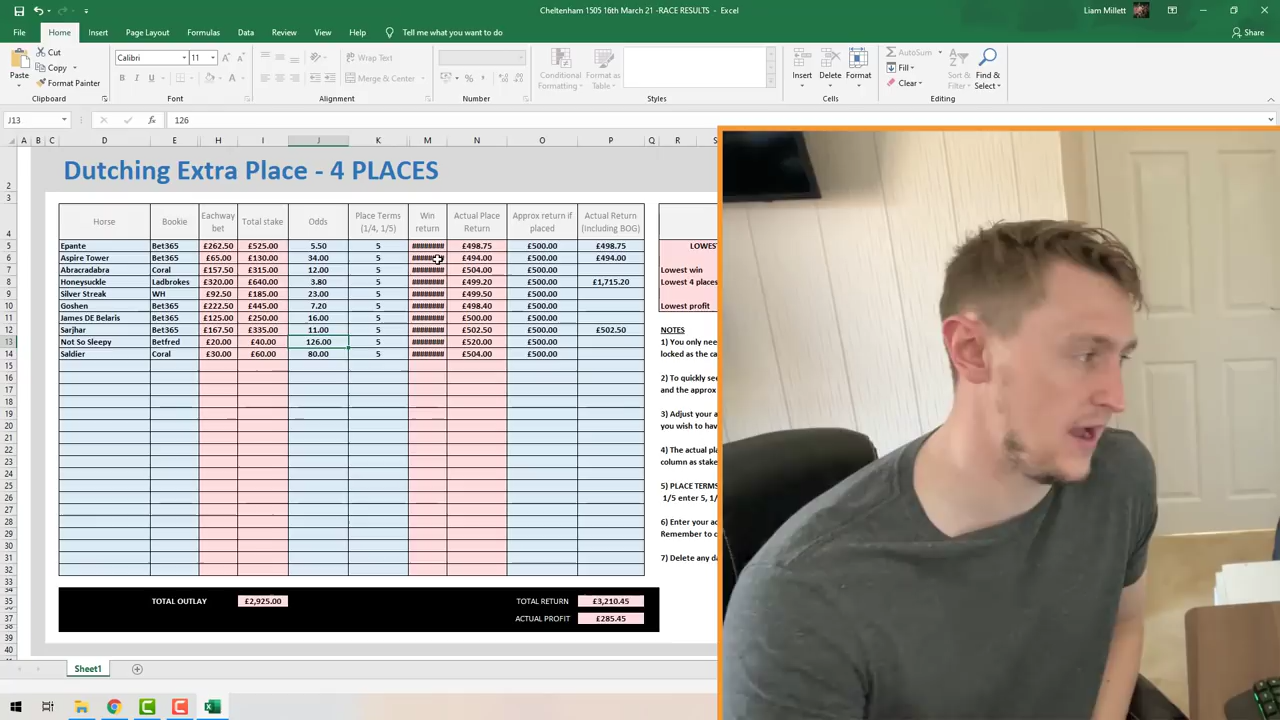 Cheltenham 1505 16th March 21 -RACE RESULTS - Excel
Liam Millett
File Home Insert Page Layout Formulas Data Review View Help Tell me what you want to do Share
Paste
Cut
Copy
Format Painter
Calibri 11
B I U
Wrap Text
Merge & Center
Conditional Formatting
Format as Table
Insert Delete Format
AutoSum
Fill
Clear
Sort & Filter
Find & Select
Clipboard Font Alignment Number Styles Cells Editing
J13 126
A B C D E H I J K M N O P Q R S
Dutching Extra Place - 4 PLACES
Horse Bookie Eachway bet Total stake Odds Place Terms (1/4, 1/5) Win return Actual Place Return Approx return if placed Actual Return (including BOG)
5 Epante Bet365 £262.50 £525.00 5.50 5 ######## £498.75 £500.00 £498.75
6 Aspire Tower Bet365 £65.00 £130.00 34.00 5 ######## £494.00 £500.00 £494.00
7 Abracadabra Coral £157.50 £315.00 12.00 5 ######## £504.00 £500.00
8 Honeysuckle Ladbrokes £320.00 £640.00 3.80 5 ######## £499.20 £500.00 £1,715.20
9 Silver Streak WH £92.50 £185.00 23.00 5 ######## £499.50 £500.00
10 Goshen Bet365 £222.50 £445.00 7.20 5 ######## £498.40 £500.00
11 James DE Belaris Bet365 £125.00 £250.00 16.00 5 ######## £500.00 £500.00
12 Sarjhar Bet365 £167.50 £335.00 11.00 5 ######## £502.50 £500.00 £502.50
13 Not So Sleepy Betfred £20.00 £40.00 126.00 5 ######## £520.00 £500.00
14 Saldier Coral £30.00 £60.00 80.00 5 ######## £504.00 £500.00
LOWES
Lowest win
Lowest 4 places
Lowest profit
NOTES
1) You only nee
locked as the ca
2) To quickly see
and the approx
3) Adjust your a
you wish to hav
4) The actual pla
column as stake
5) PLACE TERMS
1/5 enter 5, 1/
6) Enter your ac
Remember to c
7) Delete any da
TOTAL OUTLAY £2,925.00 TOTAL RETURN £3,210.45
ACTUAL PROFIT £285.45
Sheet1